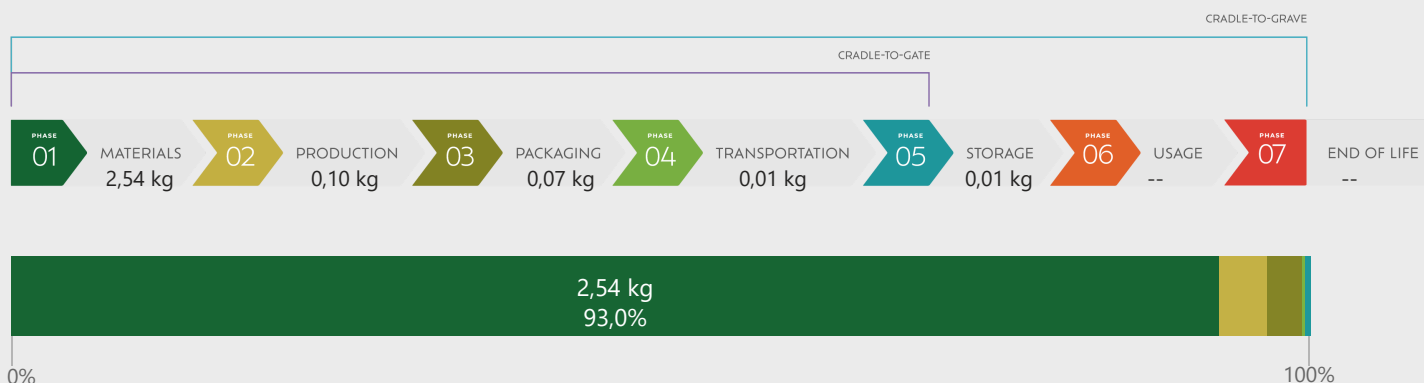 CRADLE-TO-GRAVE
CRADLE-TO-GATE
PHASE
01
MATERIALS
2,54 kg
PHASE
02
PRODUCTION
0,10 kg
PHASE
03
PACKAGING
0,07 kg
PHASE
04
TRANSPORTATION
0,01 kg
PHASE
05
STORAGE
0,01 kg
PHASE
06
USAGE
--
PHASE
07
END OF LIFE
--
2,54 kg
93,0%
0%
100%